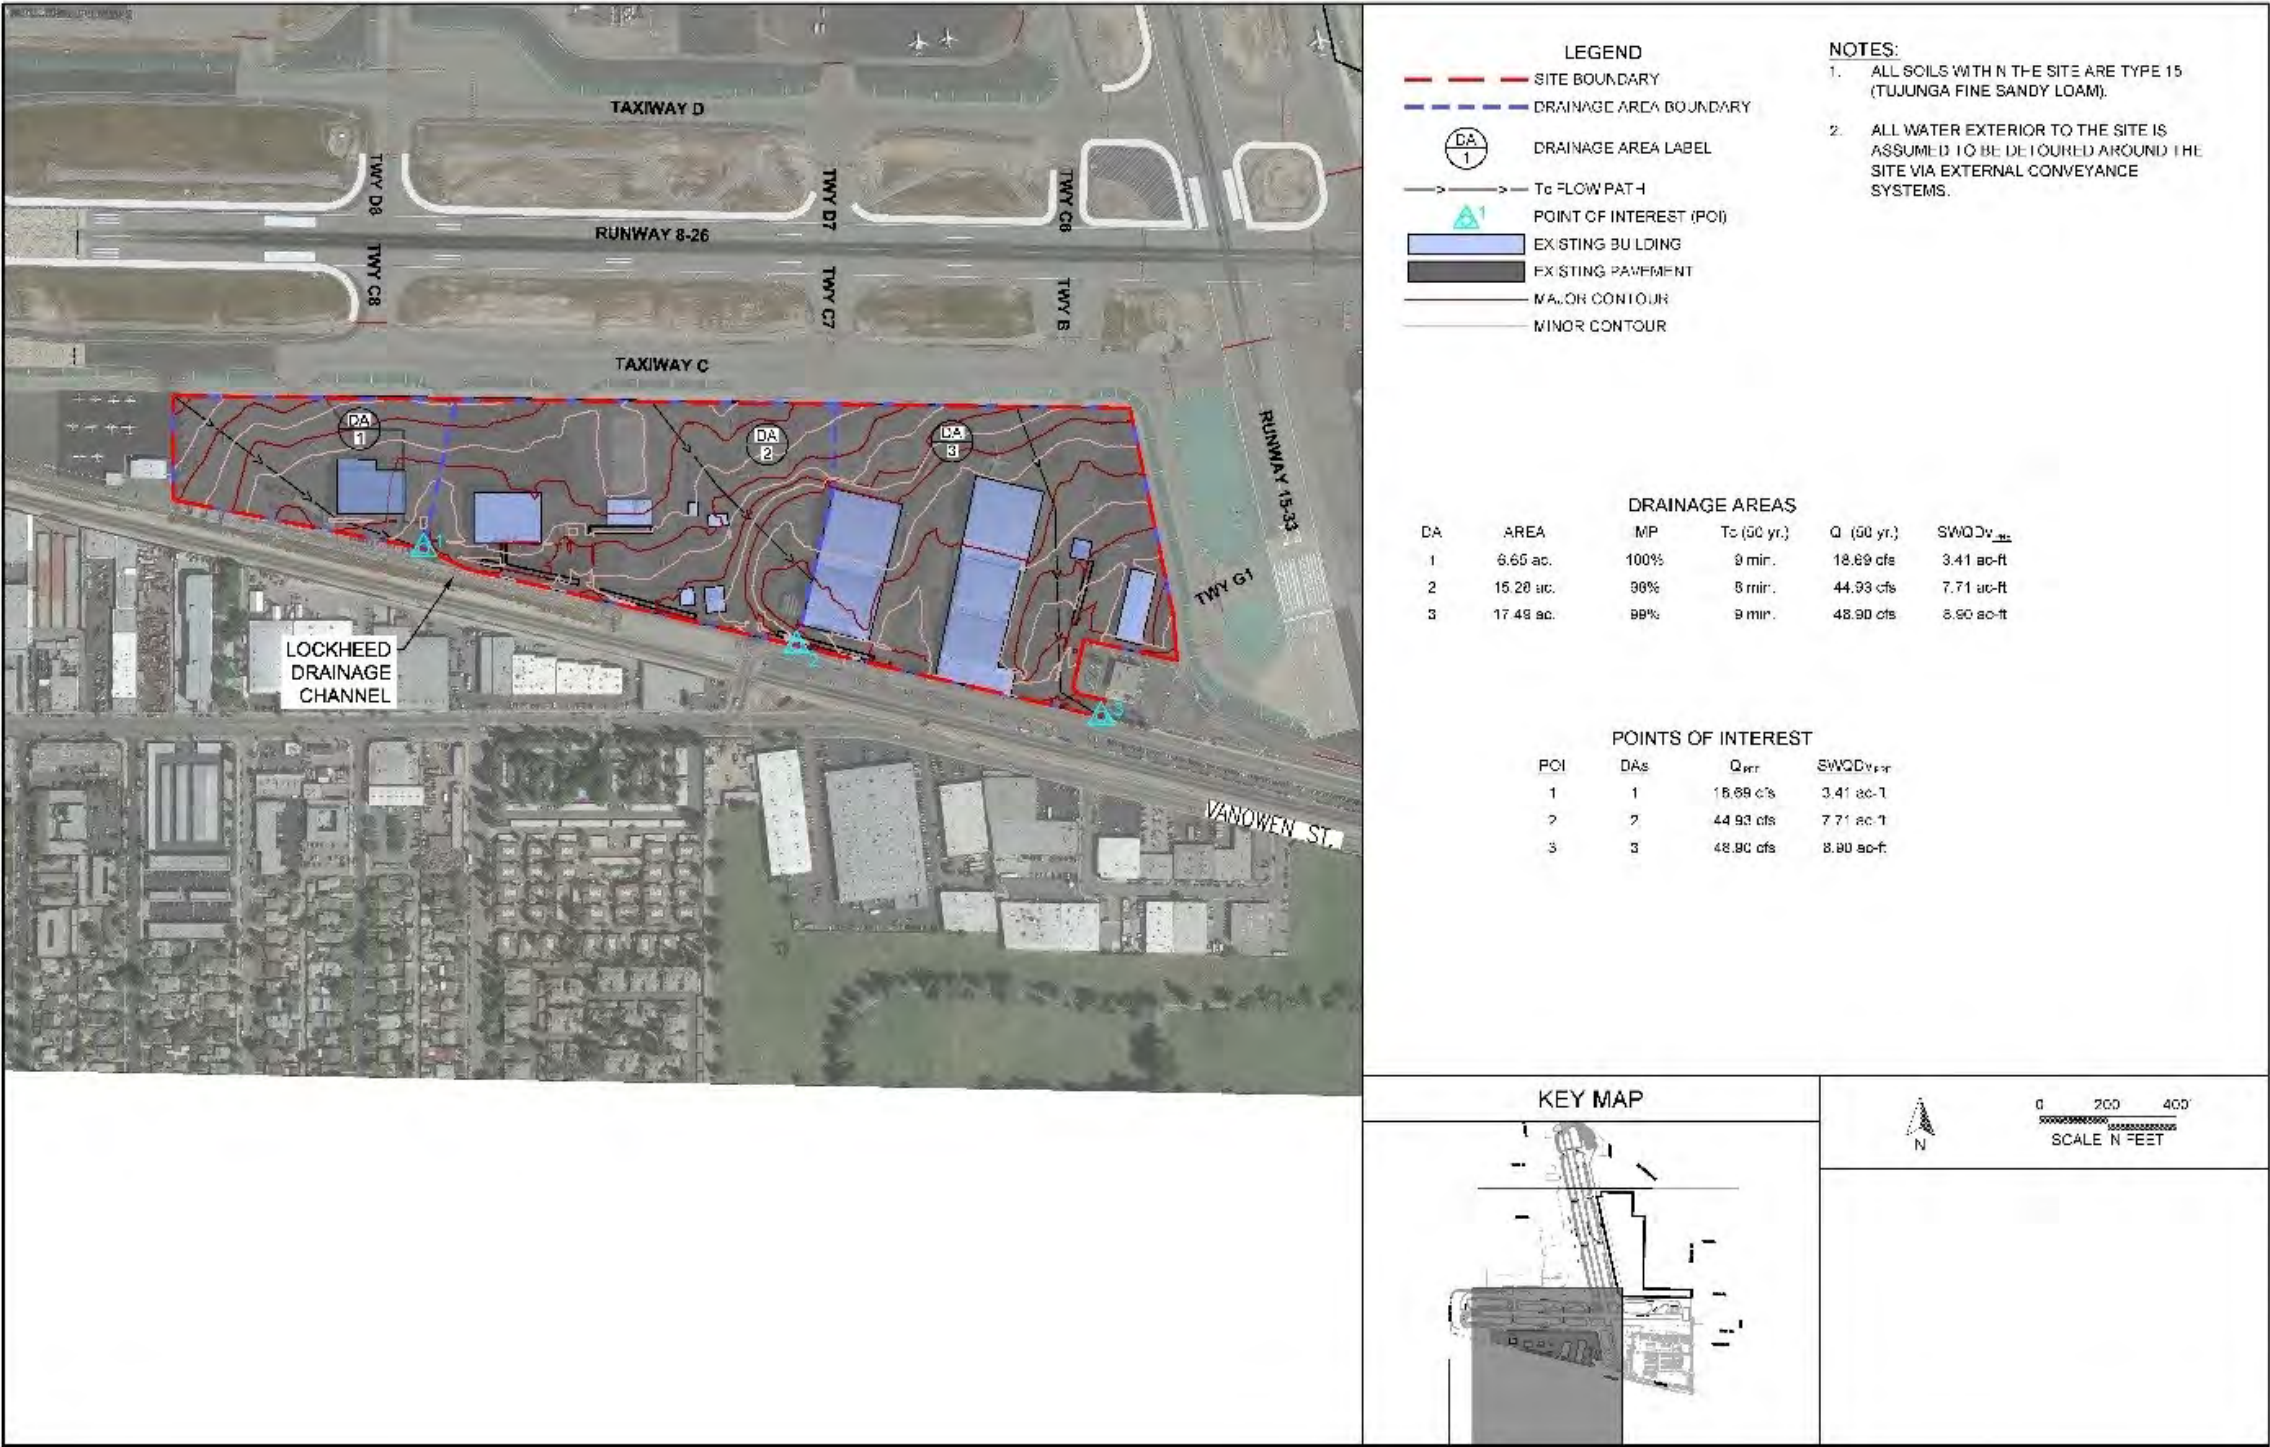 TAXIWAY D
TWY D8
TWY D7
TWY C6
RUNWAY 8-26
TWY C8
TWY C7
TWY B
TAXIWAY C
RUNWAY 15-33
DA
1
DA
2
DA
3
1
2
3
TWY G1
LOCKHEED
DRAINAGE
CHANNEL
VANOWEN ST.
LEGEND
SITE BOUNDARY
DRAINAGE AREA BOUNDARY
DA
1
DRAINAGE AREA LABEL
Tc FLOW PATH
1
POINT OF INTEREST (POI)
EXISTING BUILDING
EXISTING PAVEMENT
MAJOR CONTOUR
MINOR CONTOUR
NOTES:
1. ALL SOILS WITHIN THE SITE ARE TYPE 15
(TUJUNGA FINE SANDY LOAM).
2. ALL WATER EXTERIOR TO THE SITE IS
ASSUMED TO BE DETOURED AROUND THE
SITE VIA EXTERNAL CONVEYANCE
SYSTEMS.
DRAINAGE AREAS
DA AREA IMP Tc (50 yr.) Q (50 yr.) SWQDv
1 6.65 ac. 100% 9 min. 18.69 cfs 3.41 ac-ft
2 15.28 ac. 8 min. 44.93 cfs 7.71 ac-ft
3 17.49 ac. 99% 9 min. 48.90 cfs 8.90 ac-ft
POINTS OF INTEREST
POI DAs Q SWQDv
1 1 18.69 cfs 3.41 ac-ft
2 2 44.93 cfs 7.71 ac-ft
3 3 48.90 cfs 8.90 ac-ft
KEY MAP
N
0 200 400'
SCALE IN FEET